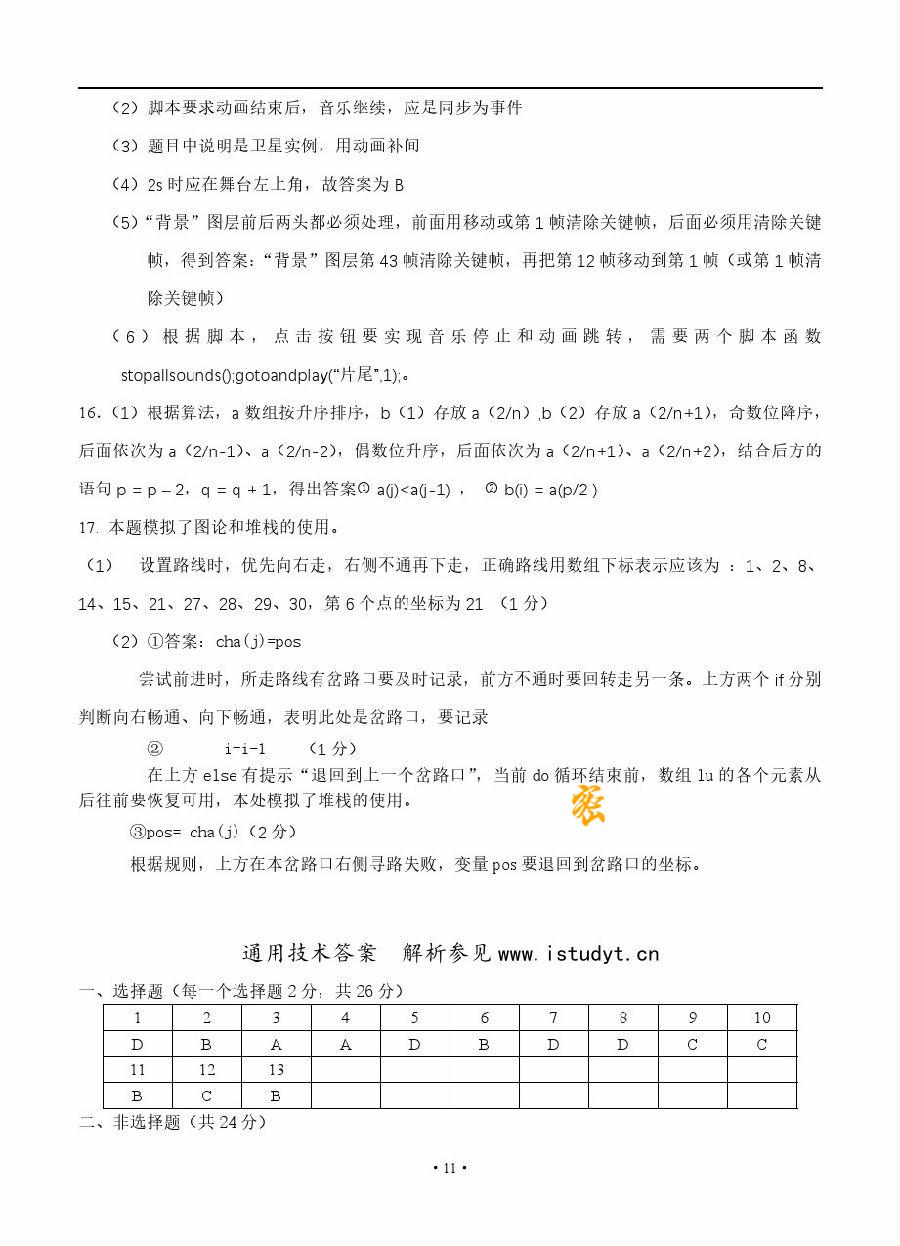 （2）脚本要求动画结束后，音乐继续，应是同步为事件
（3）题目中说明是卫星实例，用动画补间
（4）2s 时应在舞台左上角，故答案为 B
（5）“背景”图层前后两头都必须处理，前面用移动或第 1 帧清除关键帧，后面必须用清除关键
帧，得到答案：“背景”图层第 43 帧清除关键帧，再把第 12 帧移动到第 1 帧（或第 1 帧清
除关键帧）
（6）根据脚本，点击按钮要实现音乐停止和动画跳转，需要两个脚本函数
stopallsounds();gotoandplay(“片尾”,1);。
16.（1）根据算法，a 数组按升序排序，b（1）存放 a（2/n）,b（2）存放 a（2/n+1），奇数位降序，
后面依次为 a（2/n-1）、a（2/n-2），偶数位升序，后面依次为 a（2/n+1）、a（2/n+2），结合后方的
语句 p = p – 2，q = q + 1，得出答案① a(j)<a(j-1) ， ② b(i) = a(p/2 )
17. 本题模拟了图论和堆栈的使用。
（1） 设置路线时，优先向右走，右侧不通再下走，正确路线用数组下标表示应该为 ：1、2、8、
14、15、21、27、28、29、30，第 6 个点的坐标为 21 （1 分）
（2）①答案：cha(j)=pos
尝试前进时，所走路线有岔路口要及时记录，前方不通时要回转走另一条。上方两个 if 分别
判断向右畅通、向下畅通，表明此处是岔路口，要记录
② i-i-1 （1 分）
在上方 else 有提示“退回到上一个岔路口”，当前 do 循环结束前，数组 lu 的各个元素从
后往前要恢复可用，本处模拟了堆栈的使用。
密
③pos= cha(j)（2 分）
根据规则，上方在本岔路口右侧寻路失败，变量 pos 要退回到岔路口的坐标。
通用技术答案 解析参见 www.istudyt.cn
一、选择题（每一个选择题 2 分，共 26 分）
1 2 3 4 5 6 7 8 9 10
D B A A D B D D C C
11 12 13
B C B
二、非选择题（共 24 分）
· 11 ·